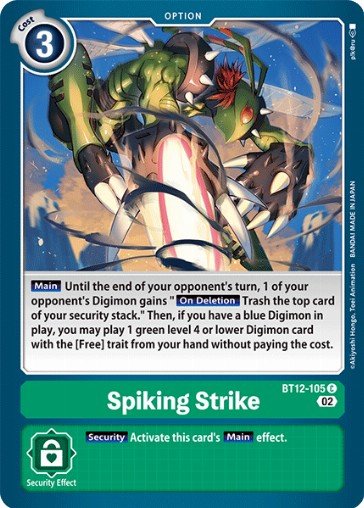 OPTION
Cost
3
Main Until the end of your opponent's turn, 1 of your
opponent's Digimon gains " On Deletion Trash the top card
of your security stack." Then, if you have a blue Digimon in
play, you may play 1 green level 4 or lower Digimon card
with the [Free] trait from your hand without paying the cost.
©Akiyoshi Hongo, Toei Animation
BANDAI MADE IN JAPAN
BT12-105 C
Spiking Strike
02
Security Activate this card's Main effect.
Security Effect